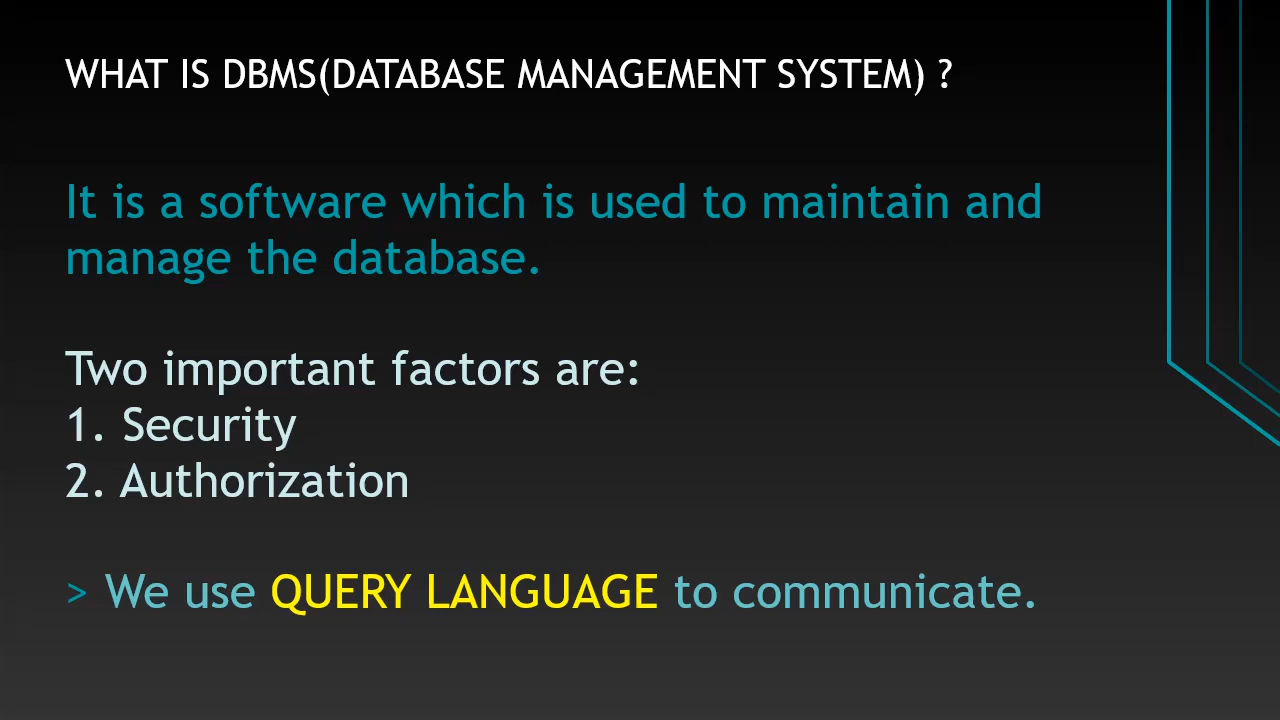 WHAT IS DBMS(DATABASE MANAGEMENT SYSTEM) ?
It is a software which is used to maintain and
manage the database.
Two important factors are:
1. Security
2. Authorization
> We use QUERY LANGUAGE to communicate.